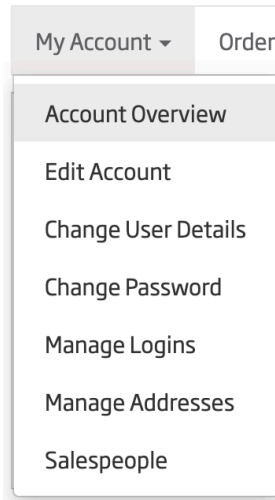 My Account Order
Account Overview
Edit Account
Change User Details
Change Password
Manage Logins
Manage Addresses
Salespeople